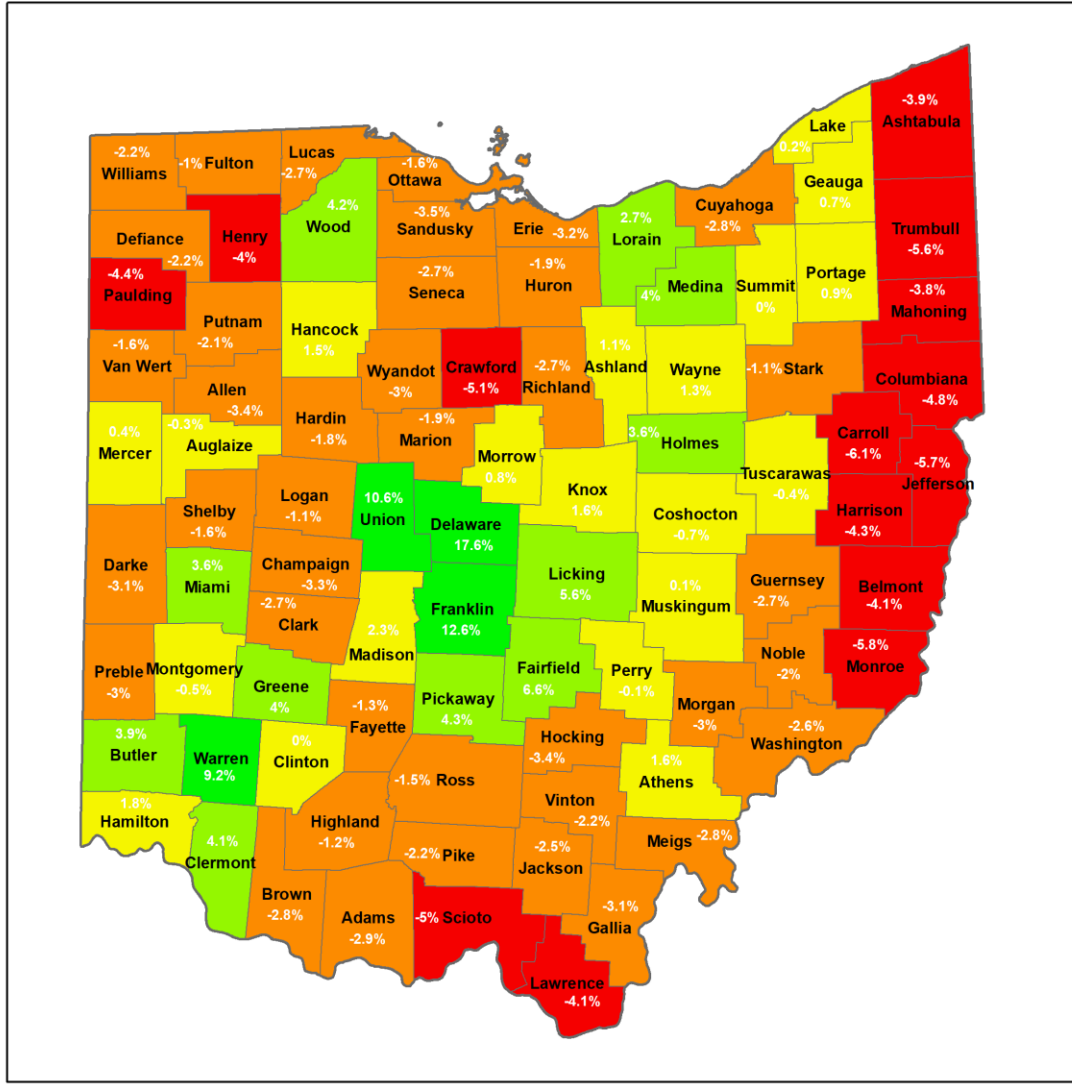 -3.9%
Ashtabula
Lake
0.2%
Geauga
0.7%
-2.2%
Williams
-1% Fulton
Lucas
-2.7%
-1.6%
Ottawa
4.2%
Wood
-3.5%
Sandusky
Erie -3.2%
2.7%
Lorain
Cuyahoga
-2.8%
Trumbull
-5.6%
Defiance
-2.2%
Henry
-4%
-4.4%
Paulding
-2.7%
Seneca
-1.9%
Huron
4% Medina
Summit
0%
Portage
0.9%
-3.8%
Mahoning
Putnam
-2.1%
Hancock
1.5%
-1.6%
Van Wert
Allen
-3.4%
Wyandot
-3%
Crawford
-5.1%
-2.7%
Richland
1.1%
Ashland
Wayne
1.3%
-1.1% Stark
Columbiana
-4.8%
0.4%
Mercer
-0.3%
Auglaize
Hardin
-1.8%
-1.9%
Marion
Morrow
0.8%
3.6%
Holmes
Tuscarawas
-0.4%
Carroll
-6.1%
-5.7%
Jefferson
Shelby
-1.6%
Logan
-1.1%
10.6%
Union
Delaware
17.6%
Knox
1.6%
Coshocton
-0.7%
Harrison
-4.3%
Darke
-3.1%
3.6%
Miami
Champaign
-3.3%
-2.7%
Clark
Franklin
12.6%
Licking
5.6%
0.1%
Muskingum
Guernsey
-2.7%
Belmont
-4.1%
Preble
-3%
Montgomery
-0.5%
Greene
4%
2.3%
Madison
Pickaway
4.3%
Fairfield
6.6%
Perry
-0.1%
Morgan
-3%
Noble
-2%
-5.8%
Monroe
3.9%
Butler
Warren
9.2%
0%
Clinton
-1.3%
Fayette
-1.5% Ross
Hocking
-3.4%
1.6%
Athens
-2.6%
Washington
1.8%
Hamilton
4.1%
Clermont
Highland
-1.2%
-2.2% Pike
Vinton
-2.2%
-2.5%
Jackson
Meigs -2.8%
Brown
-2.8%
Adams
-2.9%
-5% Scioto
-3.1%
Gallia
Lawrence
-4.1%